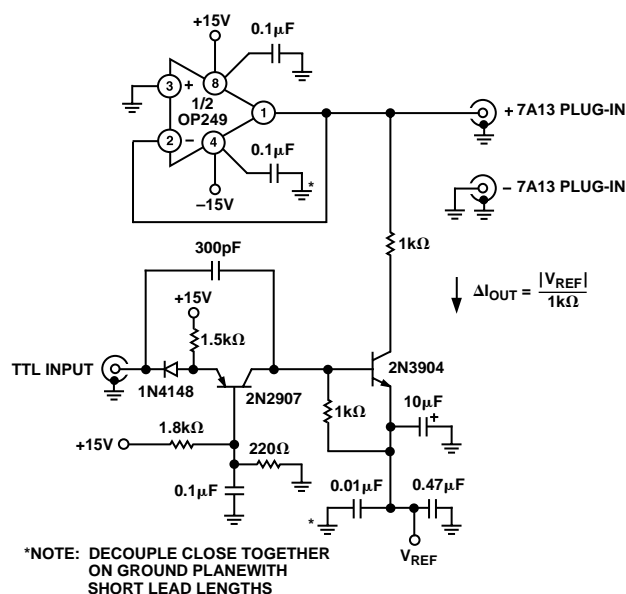 +15V
0.1μF
3
+
8
1/2
OP249
1
2
−
4
0.1μF
*
−15V
+ 7A13 PLUG-IN
− 7A13 PLUG-IN
1kΩ
300pF
ΔIOUT = |VREF| / 1kΩ
+15V
1.5kΩ
TTL INPUT
1N4148
2N2907
2N3904
1kΩ
10μF
+
1.8kΩ
+15V
220Ω
0.1μF
0.01μF
0.47μF
*
VREF
*NOTE: DECOUPLE CLOSE TOGETHER
ON GROUND PLANEWITH
SHORT LEAD LENGTHS